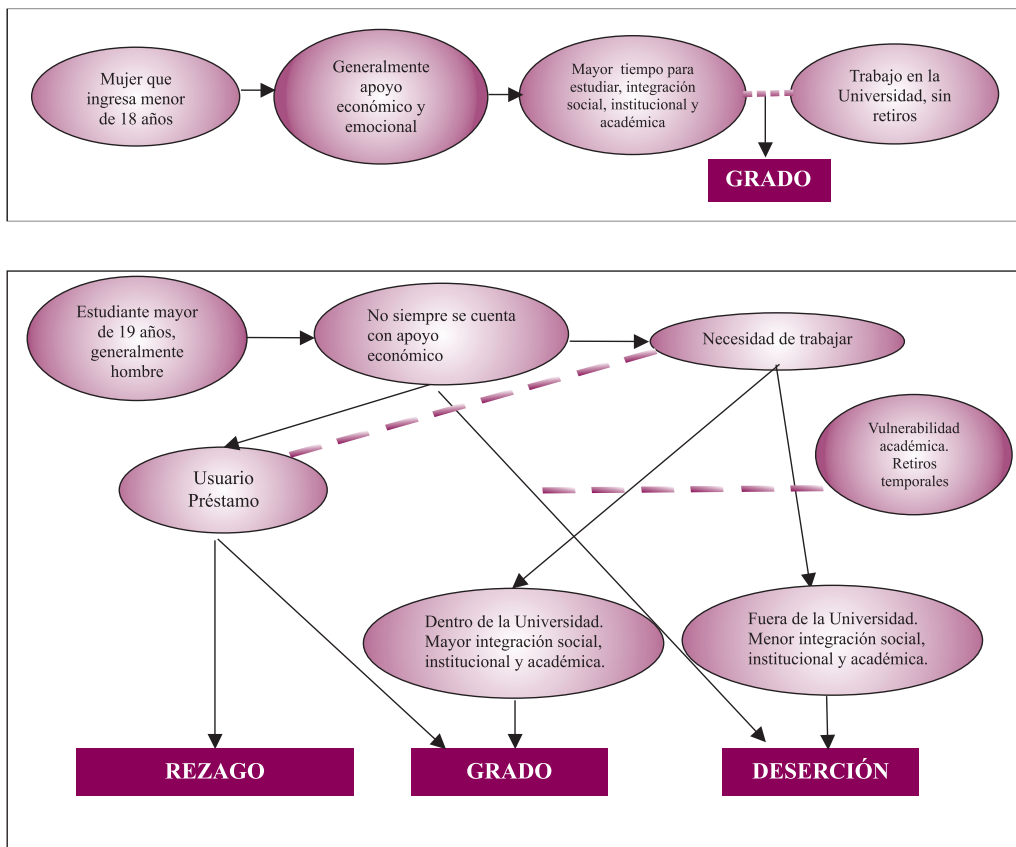 Mujer que
ingresa menor
de 18 años
Generalmente
apoyo
económico y
emocional
Mayor tiempo para
estudiar, integración
social, institucional y
académica
Trabajo en la
Universidad, sin
retiros
GRADO
Estudiante mayor
de 19 años,
generalmente
hombre
No siempre se cuenta
con apoyo
económico
Necesidad de trabajar
Vulnerabilidad
académica.
Retiros
temporales
Usuario
Préstamo
Dentro de la Universidad.
Mayor integración social,
institucional y académica.
Fuera de la Universidad.
Menor integración social,
institucional y académica.
REZAGO
GRADO
DESERCIÓN